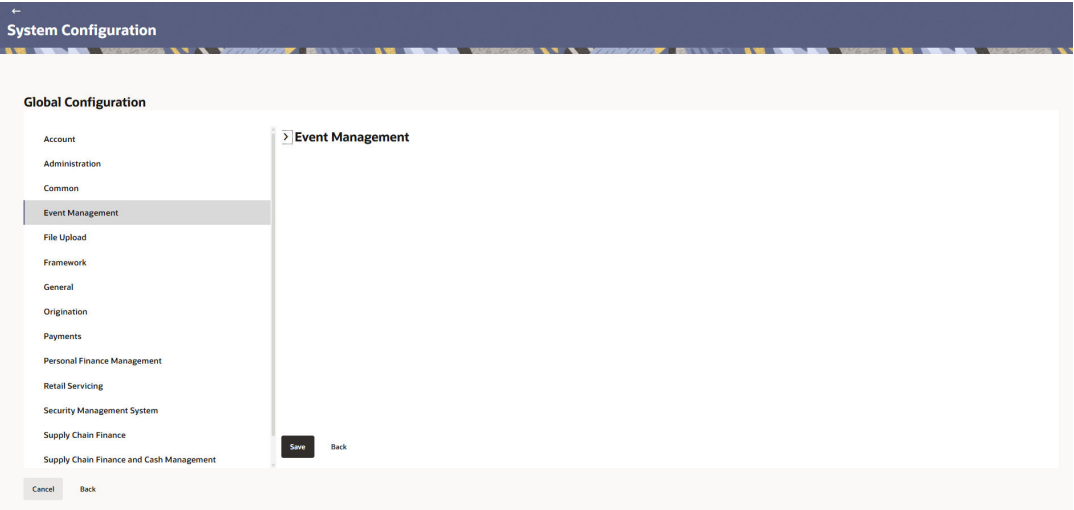 ←
System Configuration
Global Configuration
Account
Administration
Common
Event Management
File Upload
Framework
General
Origination
Payments
Personal Finance Management
Retail Servicing
Security Management System
Supply Chain Finance
Supply Chain Finance and Cash Management
> Event Management
Save Back
Cancel Back